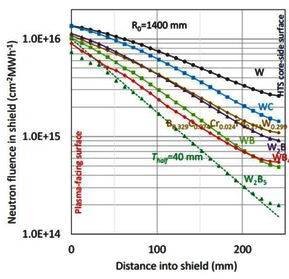 R₀=1400 mm
1.0E+16
1.0E+15
1.0E+14
Neutron fluence in shield (cm²MWh)⁻¹
Plasma-facing surface
HTS core-side surface
W
WC
WB
W₂B
WB
W₂B₅
T_half=40 mm
0
100
200
Distance into shield (mm)